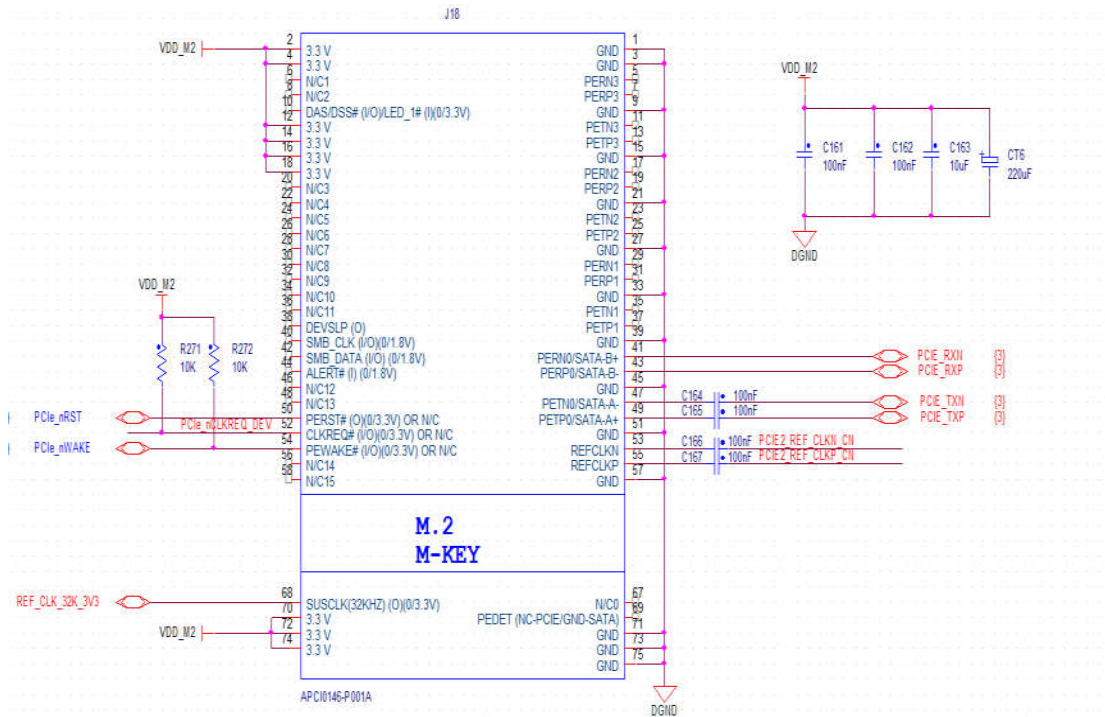 J18
VDD_M2
2
4
6
8
10
12
14
16
18
20
22
24
26
28
30
32
34
36
38
40
42
44
46
48
50
52
54
56
58
3.3 V
3.3 V
N/C1
N/C2
DAS/DSS# (I/O)/LED_1# (I)(0/3.3V)
3.3 V
3.3 V
3.3 V
3.3 V
N/C3
N/C4
N/C5
N/C6
N/C7
N/C8
N/C9
N/C10
N/C11
DEVSLP (O)
SMB_CLK (I/O)(0/1.8V)
SMB_DATA (I/O) (0/1.8V)
ALERT# (I) (0/1.8V)
N/C12
N/C13
PERST# (O)(0/3.3V) OR N/C
CLKREQ# (I/O)(0/3.3V) OR N/C
PEWAKE# (I/O)(0/3.3V) OR N/C
N/C14
N/C15
GND
GND
PERN3
PERP3
GND
PETN3
PETP3
GND
PERN2
PERP2
GND
PETN2
PETP2
GND
PERN1
PERP1
GND
PETN1
PETP1
GND
PERN0/SATA-B+
PERP0/SATA-B-
GND
PETN0/SATA-A-
PETP0/SATA-A+
GND
REFCLKN
REFCLKP
GND
1
3
5
7
9
11
13
15
17
19
21
23
25
27
29
31
33
35
37
39
41
43
45
47
49
51
53
55
57
VDD_M2
C161
100nF
C162
100nF
C163
10uF
+
CT6
220uF
DGND
VDD_M2
R271
10K
R272
10K
PCIe_nRST
PCIe_nCLKREQ_DEV
PCIe_nWAKE
PCIE_RXN {3}
PCIE_RXP {3}
C164 100nF PCIE_TXN {3}
C165 100nF PCIE_TXP {3}
C166 100nF PCIE2_REF_CLKN_CN
C167 100nF PCIE2_REF_CLKP_CN
M.2
M-KEY
REF_CLK_32K_3V3
VDD_M2
68
70
72
74
SUSCLK(32KHZ) (O)(0/3.3V)
3.3 V
3.3 V
3.3 V
N/C0
PEDET (NC-PCIE/GND-SATA)
GND
GND
GND
67
69
71
73
75
APCI0146-P001A
DGND